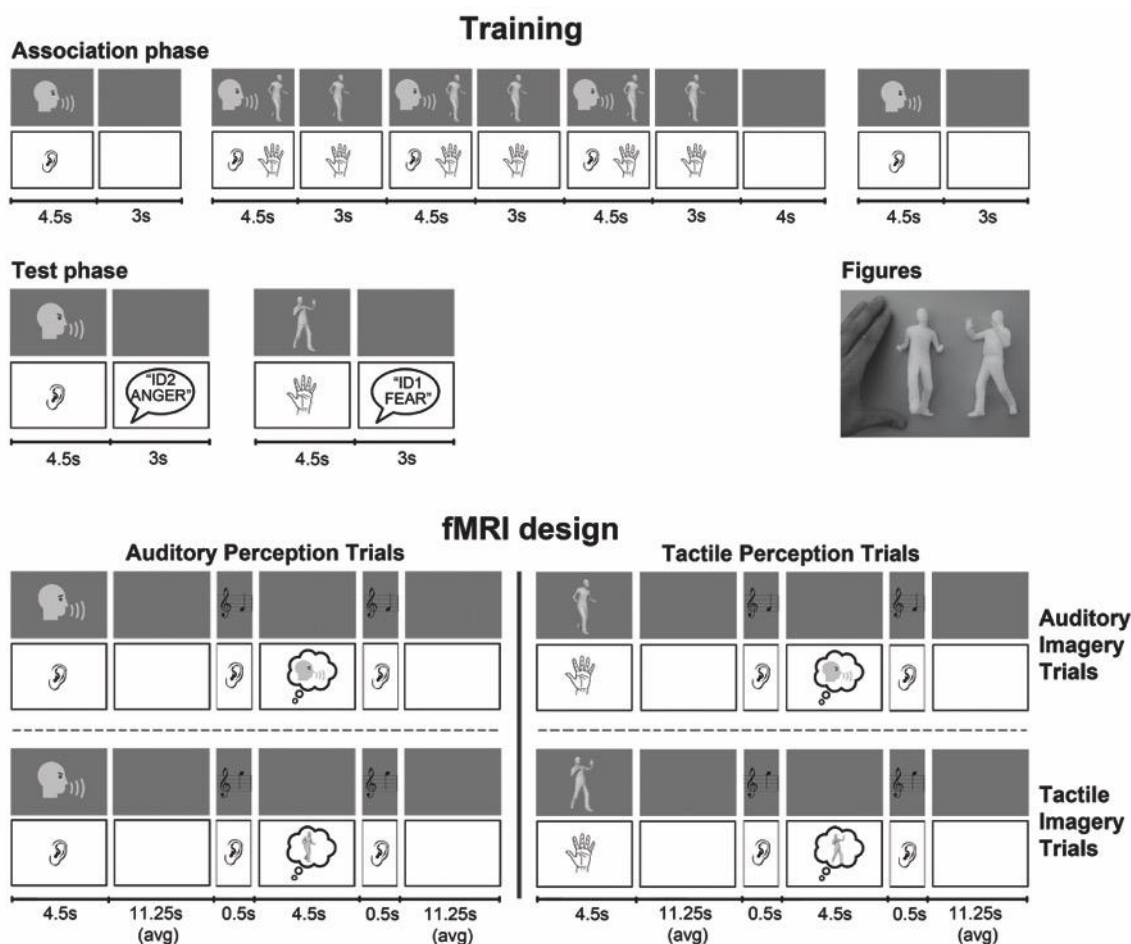 Training
Association phase
4.5s 3s 4.5s 3s 4.5s 3s 4.5s 3s 4s 4.5s 3s
Test phase
Figures
"ID2
ANGER"
"ID1
FEAR"
4.5s 3s 4.5s 3s
fMRI design
Auditory Perception Trials
Tactile Perception Trials
Auditory
Imagery
Trials
Tactile
Imagery
Trials
4.5s 11.25s 0.5s 4.5s 0.5s 11.25s 4.5s 11.25s 0.5s 4.5s 0.5s 11.25s
(avg) (avg) (avg) (avg)